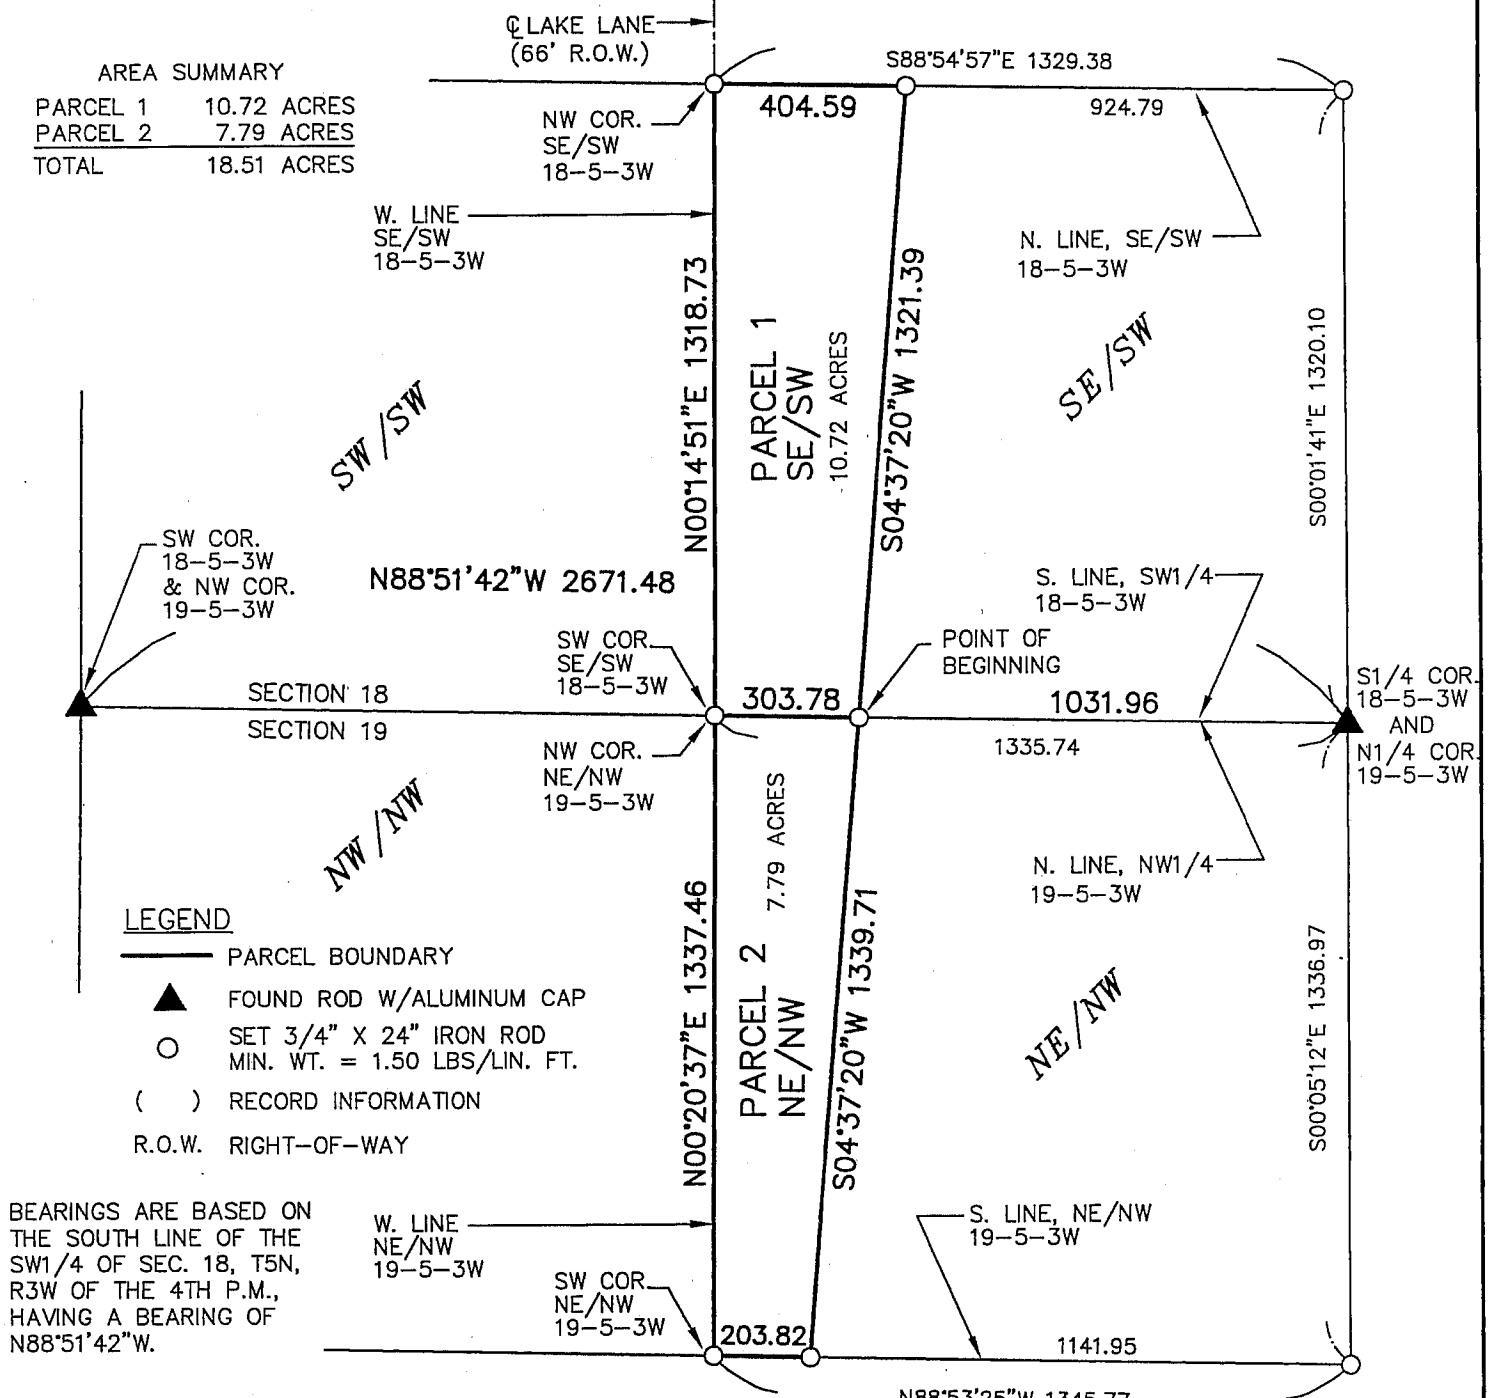 ℄ LAKE LANE
(66' R.O.W.)
S88°54'57"E 1329.38
AREA SUMMARY
PARCEL 1 10.72 ACRES
PARCEL 2 7.79 ACRES
TOTAL 18.51 ACRES
404.59
924.79
NW COR.
SE/SW
18-5-3W
W. LINE
SE/SW
18-5-3W
N. LINE, SE/SW
18-5-3W
N00°14'51"E 1318.73
PARCEL 1
SE/SW
10.72 ACRES
S04°37'20"W 1321.39
SE/SW
S00°01'41"E 1320.10
SW/SW
SW COR.
18-5-3W
& NW COR.
19-5-3W
N88°51'42"W 2671.48
S. LINE, SW1/4
18-5-3W
SW COR.
SE/SW
18-5-3W
POINT OF
BEGINNING
SECTION 18
SECTION 19
303.78
1031.96
1335.74
S1/4 COR.
18-5-3W
AND
N1/4 COR.
19-5-3W
NW COR.
NE/NW
19-5-3W
N. LINE, NW1/4
19-5-3W
NW/NW
N00°20'37"E 1337.46
PARCEL 2
NE/NW
7.79 ACRES
S04°37'20"W 1339.71
NE/NW
S00°05'12"E 1336.97
LEGEND
PARCEL BOUNDARY
FOUND ROD W/ALUMINUM CAP
SET 3/4" X 24" IRON ROD
MIN. WT. = 1.50 LBS/LIN. FT.
( ) RECORD INFORMATION
R.O.W. RIGHT-OF-WAY
BEARINGS ARE BASED ON
THE SOUTH LINE OF THE
SW1/4 OF SEC. 18, T5N,
R3W OF THE 4TH P.M.,
HAVING A BEARING OF
N88°51'42"W.
W. LINE
NE/NW
19-5-3W
S. LINE, NE/NW
19-5-3W
SW COR.
NE/NW
19-5-3W
203.82
1141.95
N88°53'25"W 1345.77